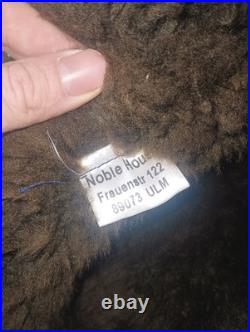 Noble Hou
Frauenstr 122
89073 ULM